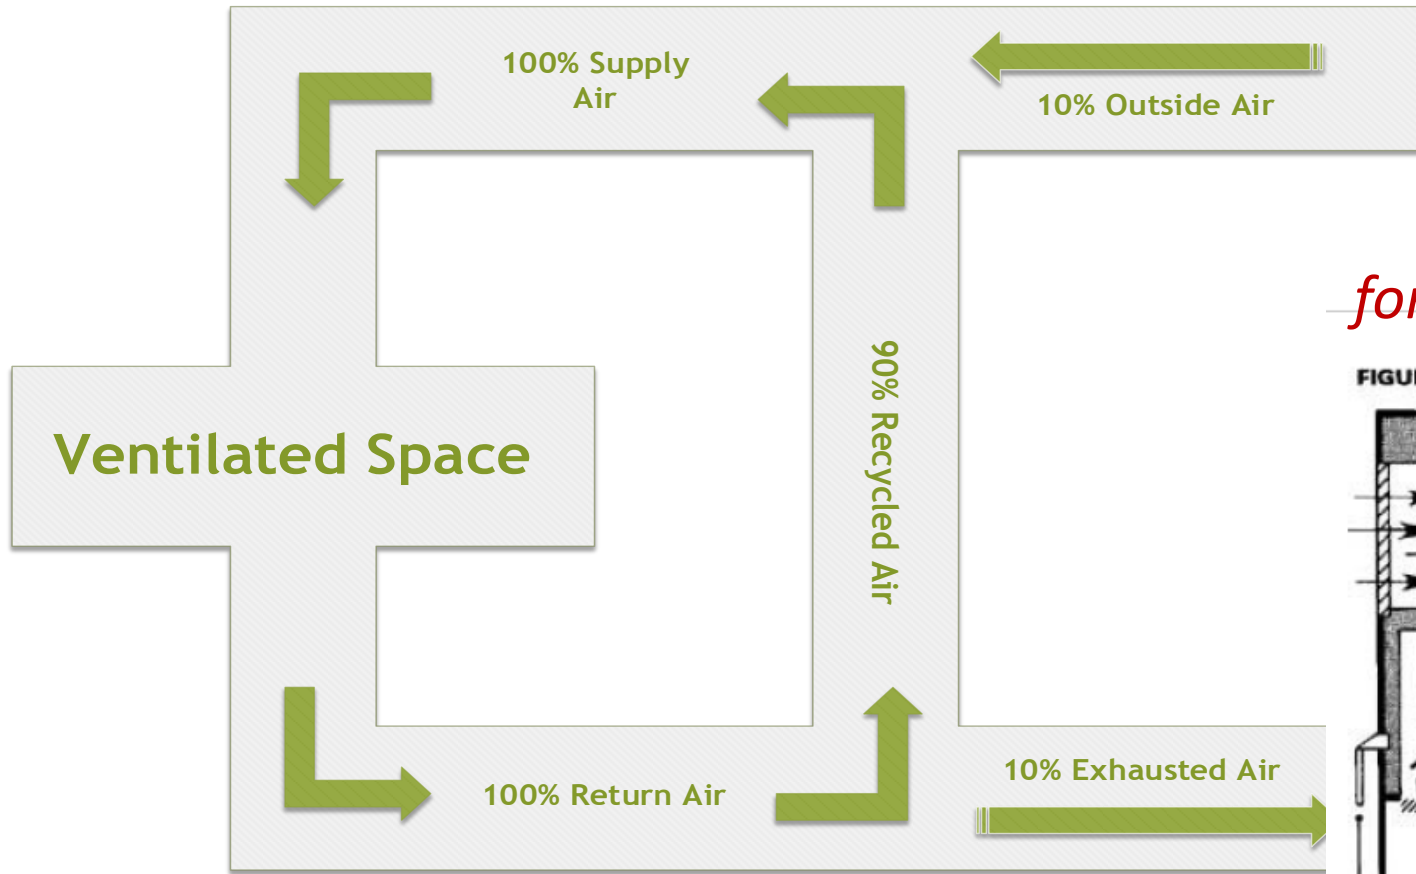 100% Supply
Air
10% Outside Air
90% Recycled Air
Ventilated Space
100% Return Air
10% Exhausted Air